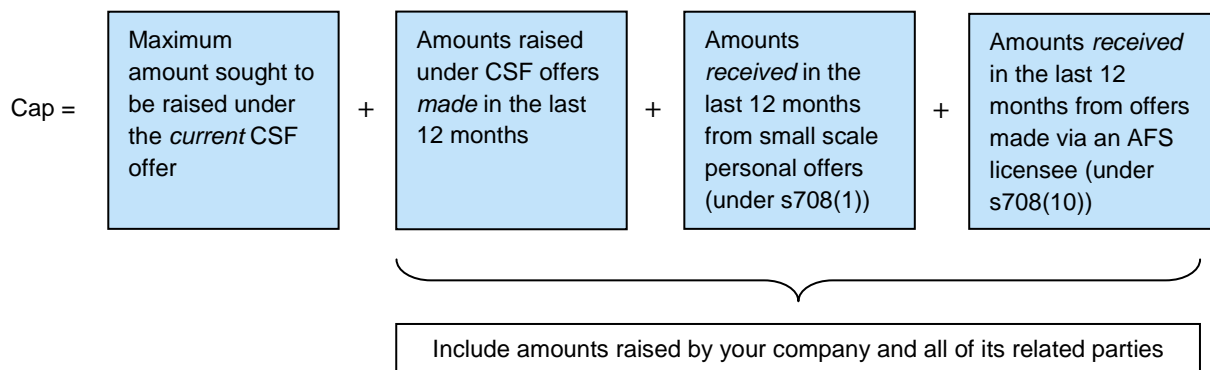 Cap =
Maximum
amount sought to
be raised under
the current CSF
offer
+
Amounts raised
under CSF offers
made in the last
12 months
+
Amounts
received in the
last 12 months
from small scale
personal offers
(under s708(1))
+
Amounts received
in the last 12
months from offers
made via an AFS
licensee (under
s708(10))
Include amounts raised by your company and all of its related parties